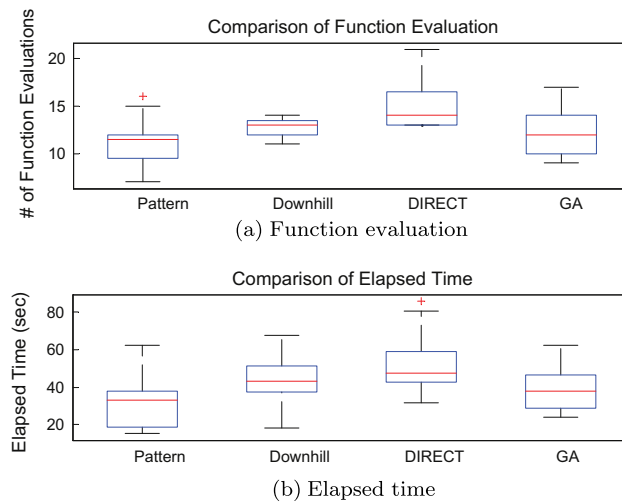 Comparison of Function Evaluation
# of Function Evaluations
20
15
10
Pattern Downhill DIRECT GA
(a) Function evaluation
Comparison of Elapsed Time
Elapsed Time (sec)
80
60
40
20
Pattern Downhill DIRECT GA
(b) Elapsed time